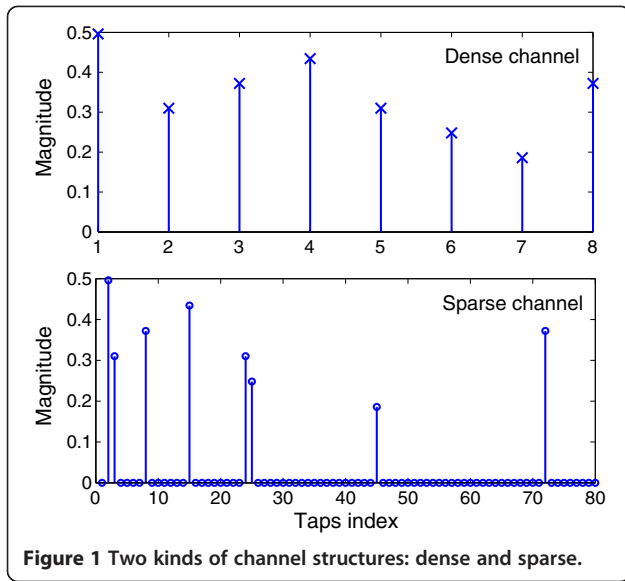 0.5
Dense channel
0.4
0.3
0.2
0.1
0
Magnitude
1 2 3 4 5 6 7 8
0.5
Sparse channel
0.4
0.3
0.2
0.1
0
Magnitude
0 10 20 30 40 50 60 70 80
Taps index
Figure 1 Two kinds of channel structures: dense and sparse.